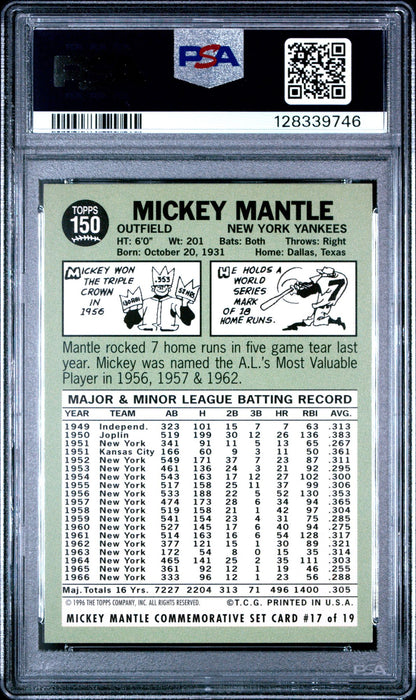 PSA
128339746
TOPPS
150
MICKEY MANTLE
OUTFIELD NEW YORK YANKEES
HT: 6'0" Wt: 201 Bats: Both Throws: Right
Born: October 20, 1931 Home: Dallas, Texas
MICKEY WON
THE TRIPLE
CROWN
IN
1956
.353
HE HOLDS A
WORLD
SERIES
MARK
OF 18
HOME RUNS.
7
Mantle rocked 7 home runs in five game tear last
year. Mickey was named the A.L.'s Most Valuable
Player in 1956, 1957 & 1962.
MAJOR & MINOR LEAGUE BATTING RECORD
YEAR TEAM AB H 2B 3B HR RBI AVG.
1949 Independ. 323 101 15 7 7 63 .313
1950 Joplin 519 199 30 12 26 136 .383
1951 New York 341 91 11 5 13 65 .267
1951 Kansas City 166 60 9 3 11 50 .361
1952 New York 549 171 37 7 23 87 .311
1953 New York 461 136 24 3 21 92 .295
1954 New York 543 163 17 12 27 102 .300
1955 New York 517 158 25 11 37 99 .306
1956 New York 533 188 22 5 52 130 .353
1957 New York 474 173 28 6 34 94 .365
1958 New York 519 158 21 1 42 97 .304
1959 New York 541 154 23 4 31 75 .285
1960 New York 527 145 17 6 40 94 .275
1961 New York 514 163 16 6 54 128 .317
1962 New York 377 121 15 1 30 89 .321
1963 New York 172 54 8 0 15 35 .314
1964 New York 465 141 25 2 35 111 .303
1965 New York 361 92 12 1 19 46 .255
1966 New York 333 96 12 1 23 56 .288
Maj. Totals 16 Yrs. 7227 2204 313 71 496 1400 .305
© 1996 THE TOPPS COMPANY, INC. ALL RIGHTS RESERVED. ©T.C.G. PRINTED IN U.S.A.
MICKEY MANTLE COMMEMORATIVE SET CARD #17 of 19